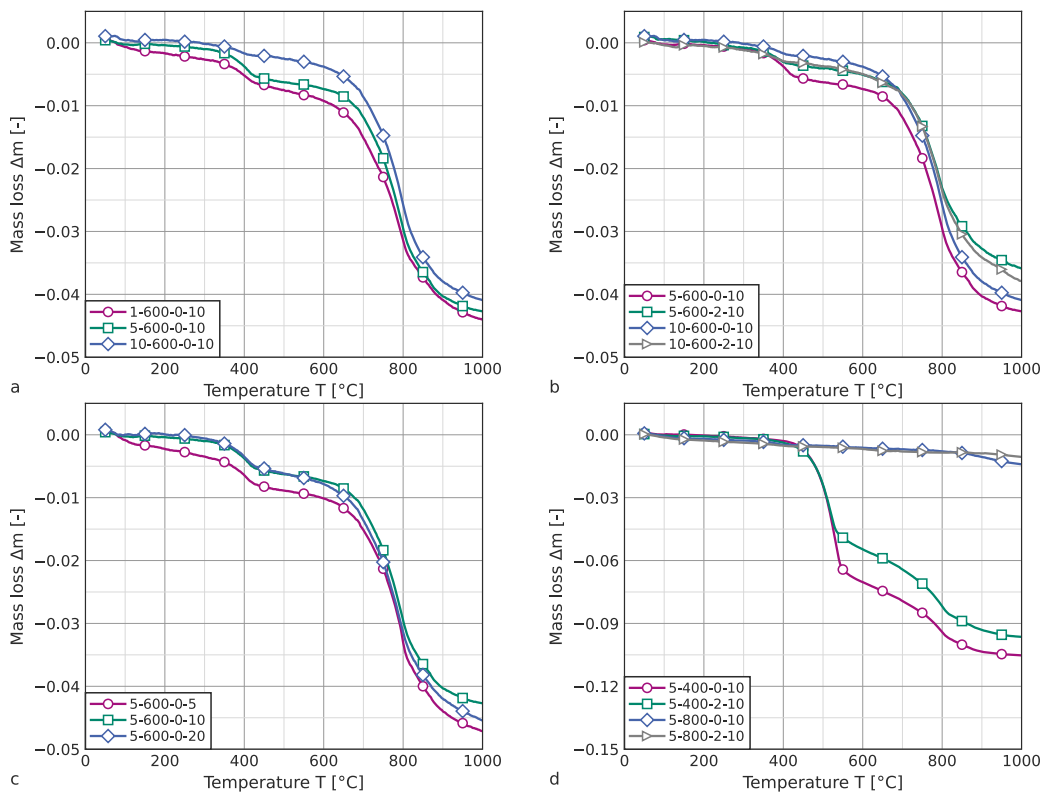 0.00
−0.01
−0.02
−0.03
−0.04
−0.05
Mass loss Δm [-]
1-600-0-10
5-600-0-10
10-600-0-10
0 200 400 600 800 1000
Temperature T [°C]
a
0.00
−0.01
−0.02
−0.03
−0.04
−0.05
Mass loss Δm [-]
5-600-0-10
5-600-2-10
10-600-0-10
10-600-2-10
0 200 400 600 800 1000
Temperature T [°C]
b
0.00
−0.01
−0.02
−0.03
−0.04
−0.05
Mass loss Δm [-]
5-600-0-5
5-600-0-10
5-600-0-20
0 200 400 600 800 1000
Temperature T [°C]
c
0.00
−0.03
−0.06
−0.09
−0.12
−0.15
Mass loss Δm [-]
5-400-0-10
5-400-2-10
5-800-0-10
5-800-2-10
0 200 400 600 800 1000
Temperature T [°C]
d